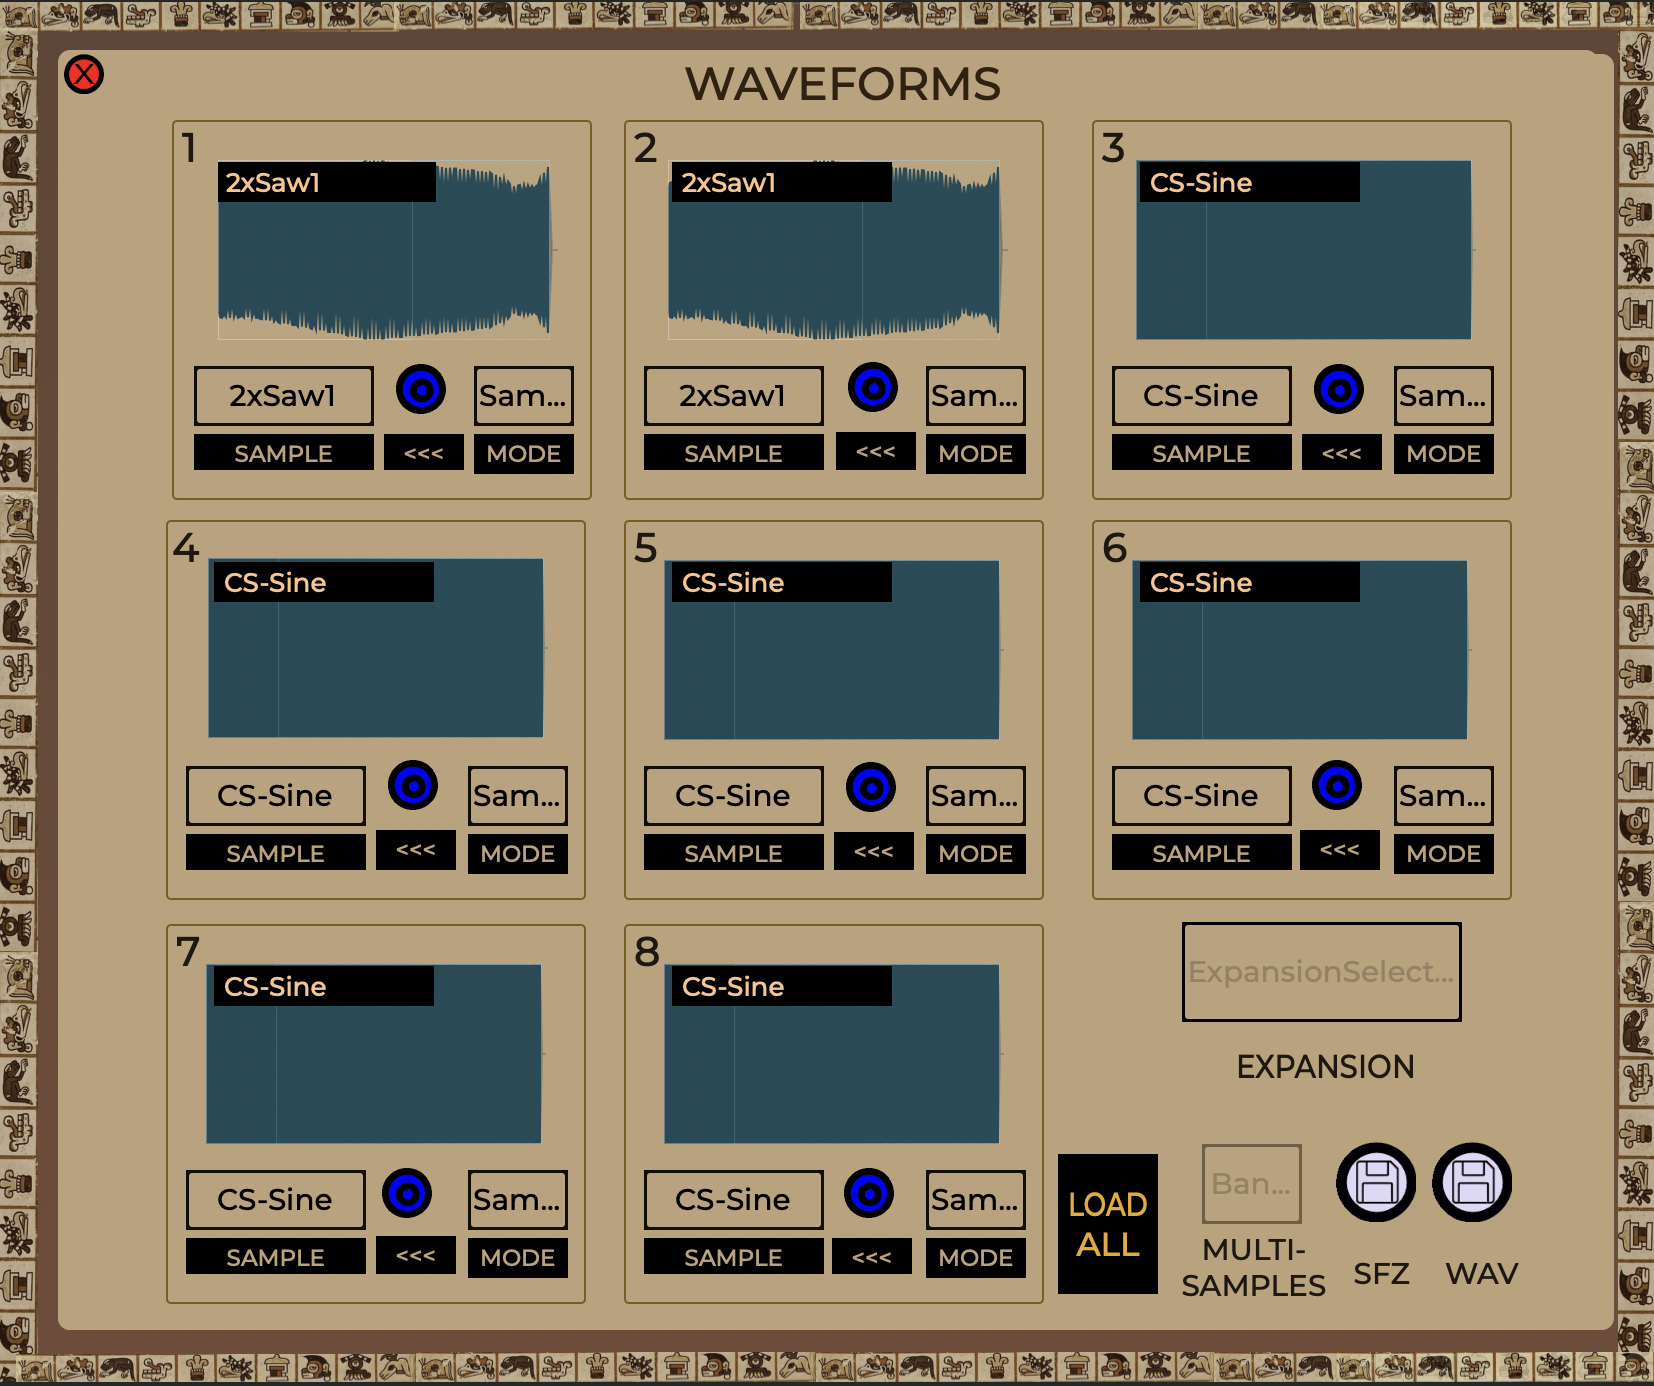 X
WAVEFORMS
1
2xSaw1
2xSaw1
Sam...
SAMPLE
<<<
MODE
2
2xSaw1
2xSaw1
Sam...
SAMPLE
<<<
MODE
3
CS-Sine
CS-Sine
Sam...
SAMPLE
<<<
MODE
4
CS-Sine
CS-Sine
Sam...
SAMPLE
<<<
MODE
5
CS-Sine
CS-Sine
Sam...
SAMPLE
<<<
MODE
6
CS-Sine
CS-Sine
Sam...
SAMPLE
<<<
MODE
7
CS-Sine
CS-Sine
Sam...
SAMPLE
<<<
MODE
8
CS-Sine
CS-Sine
Sam...
SAMPLE
<<<
MODE
ExpansionSelect...
EXPANSION
LOAD
ALL
Ban...
MULTI-
SAMPLES
SFZ
WAV